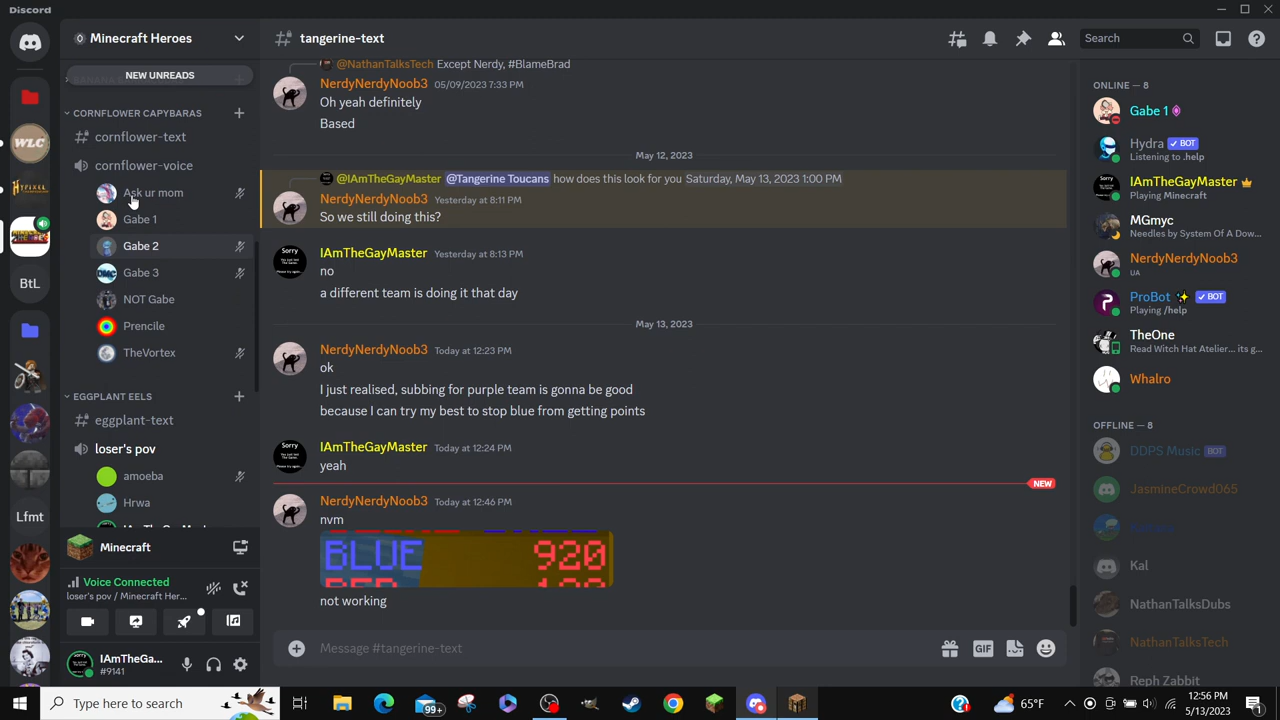 Discord
Minecraft Heroes
tangerine-text
Search
NEW UNREADS
CORNFLOWER CAPYBARAS
cornflower-text
cornflower-voice
Ask ur mom
Gabe 1
Gabe 2
Gabe 3
NOT Gabe
Prencile
TheVortex
EGGPLANT EELS
eggplant-text
loser's pov
amoeba
Hrwa
Minecraft
Voice Connected
loser's pov / Minecraft Her...
IAmTheGa...
#9141
WLC
HYPIXEL
BtL
Lfmt
@NathanTalksTech Except Nerdy, #BlameBrad
NerdyNerdyNoob3 05/09/2023 7:33 PM
Oh yeah definitely
Based
May 12, 2023
@IAmTheGayMaster @Tangerine Toucans how does this look for you Saturday, May 13, 2023 1:00 PM
NerdyNerdyNoob3 Yesterday at 8:11 PM
So we still doing this?
IAmTheGayMaster Yesterday at 8:13 PM
no
a different team is doing it that day
May 13, 2023
NerdyNerdyNoob3 Today at 12:23 PM
ok
I just realised, subbing for purple team is gonna be good
because I can try my best to stop blue from getting points
IAmTheGayMaster Today at 12:24 PM
yeah
NEW
NerdyNerdyNoob3 Today at 12:46 PM
nvm
BLUE 920
not working
Message #tangerine-text
GIF
ONLINE — 8
Gabe 1
Hydra BOT
Listening to .help
IAmTheGayMaster
Playing Minecraft
MGmyc
Needles by System Of A Dow...
NerdyNerdyNoob3
UA
ProBot ✨ BOT
Playing /help
TheOne
Read Witch Hat Atelier... its g...
Whalro
OFFLINE — 8
DDPS Music BOT
JasmineCrowd065
Kal
NathanTalksDubs
NathanTalksTech
Reph Zabbit
Type here to search
99+
65°F
12:56 PM
5/13/2023